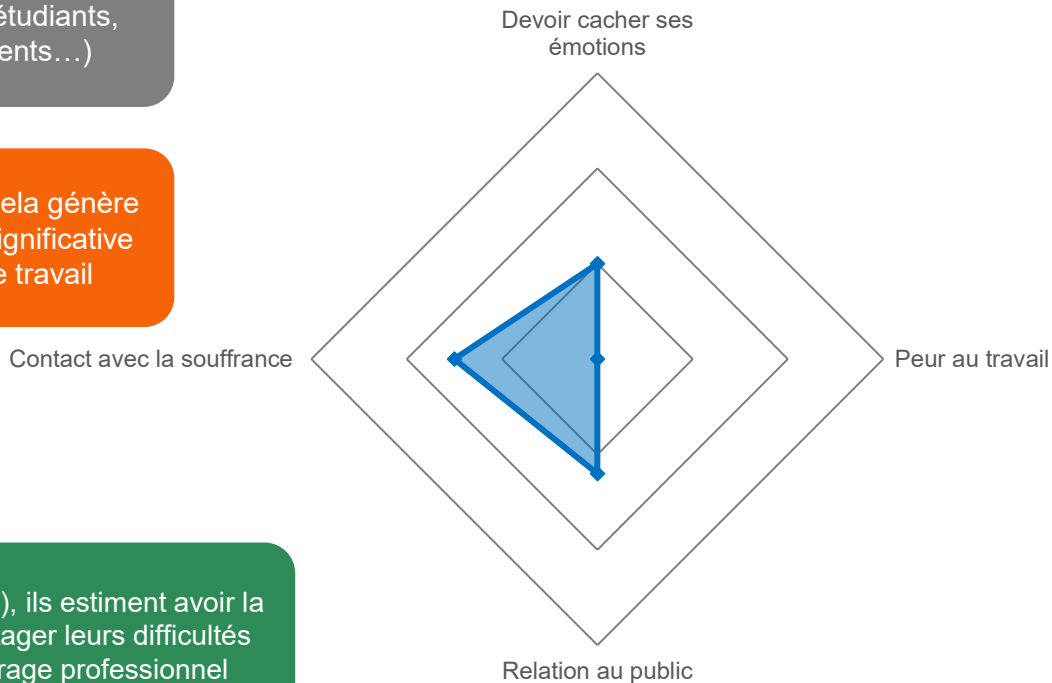 étudiants,
ents…)
ela génère
ignificative
e travail
), ils estiment avoir la
ager leurs difficultés
rage professionnel
Devoir cacher ses
émotions
Contact avec la souffrance
Peur au travail
Relation au public